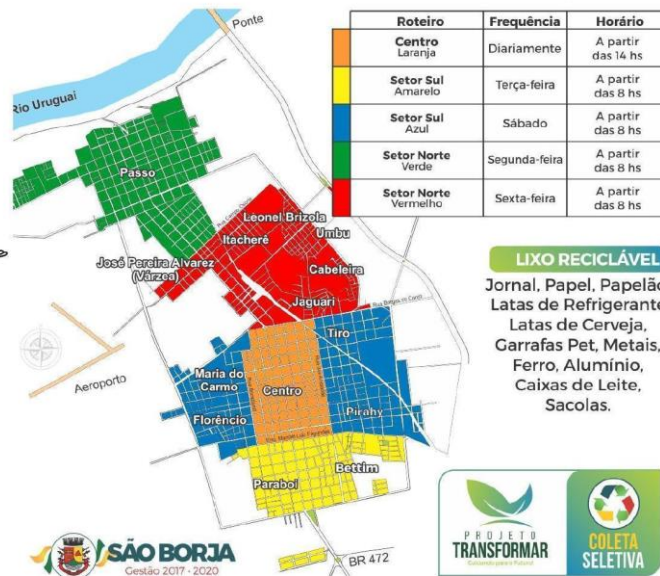 Ponte
Rio Uruguai
Roteiro Frequência Horário
Centro
Laranja
Diariamente
A partir
das 14 hs
Setor Sul
Amarelo
Terça-feira
A partir
das 8 hs
Setor Sul
Azul
Sábado
A partir
das 8 hs
Setor Norte
Verde
Segunda-feira
A partir
das 8 hs
Setor Norte
Vermelho
Sexta-feira
A partir
das 8 hs
Passo
Leonel Brizola
Umbu
Itacherê
José Pereira Alvarez
(Várzea)
Cabeleira
Jaguari
Tiro
Maria do
Carmo
Centro
Aeroporto
Florêncio
Pirahy
Bettim
Paraboi
BR 472
LIXO RECICLÁVEL
Jornal, Papel, Papelão
Latas de Refrigerante
Latas de Cerveja,
Garrafas Pet, Metais,
Ferro, Alumínio,
Caixas de Leite,
Sacolas.
SÃO BORJA
Gestão 2017 - 2020
PROJETO
TRANSFORMAR
COLETA
SELETIVA